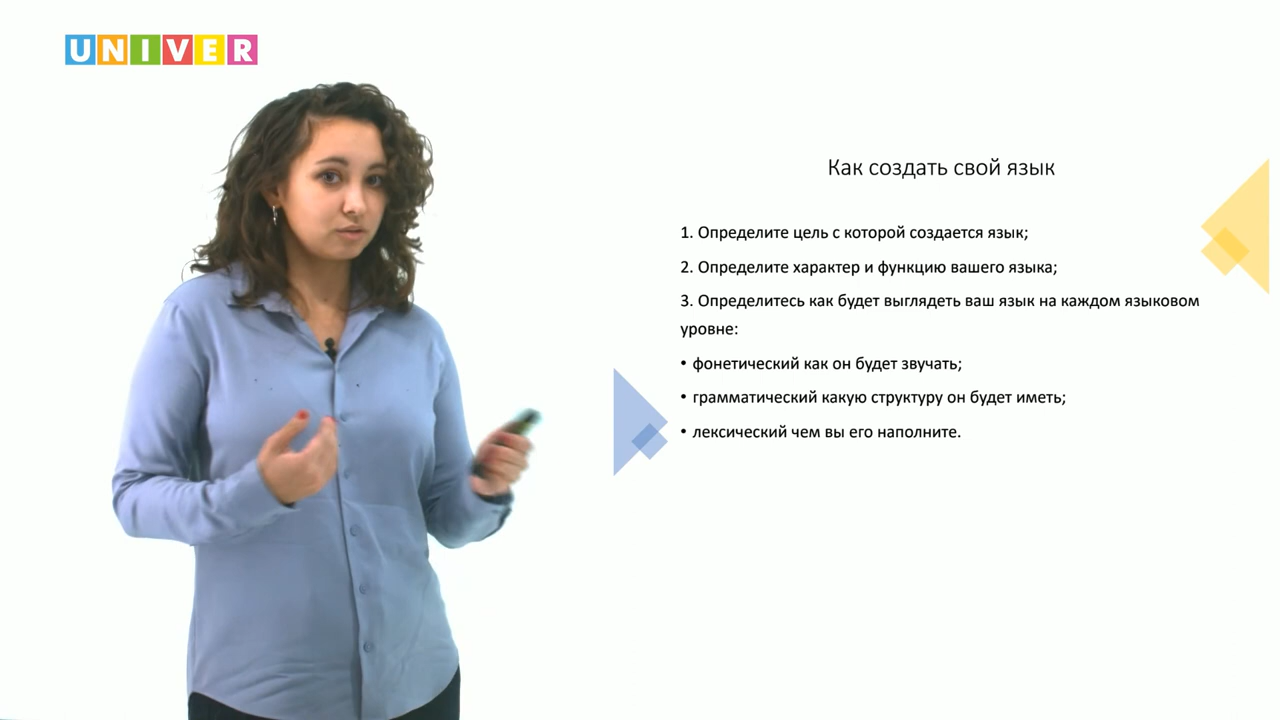 UNIVER
Как создать свой язык
1. Определите цель с которой создается язык;
2. Определите характер и функцию вашего языка;
3. Определитесь как будет выглядеть ваш язык на каждом языковом
уровне:
• фонетический как он будет звучать;
• грамматический какую структуру он будет иметь;
• лексический чем вы его наполните.